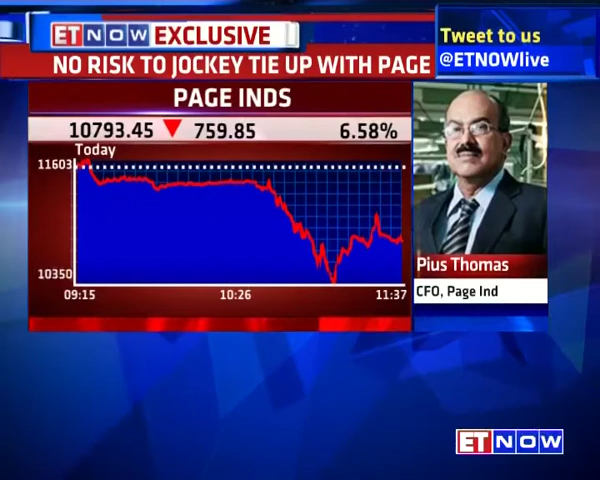 ET NOW EXCLUSIVE
Tweet to us
@ETNOWlive
NO RISK TO JOCKEY TIE UP WITH PAGE
PAGE INDS
10793.45 759.85 6.58%
Today
11603
10350
09:15 10:26 11:37
Pius Thomas
CFO, Page Ind
ET NOW